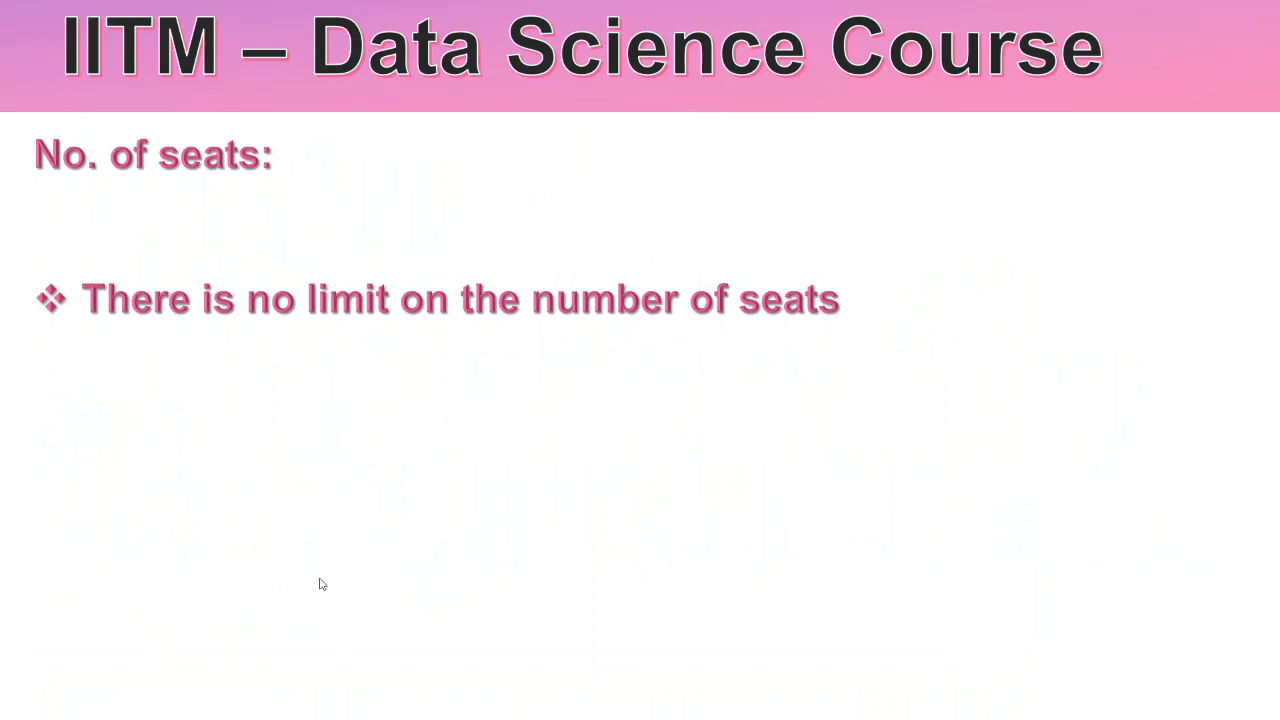 IITM – Data Science Course
No. of seats:
❖ There is no limit on the number of seats